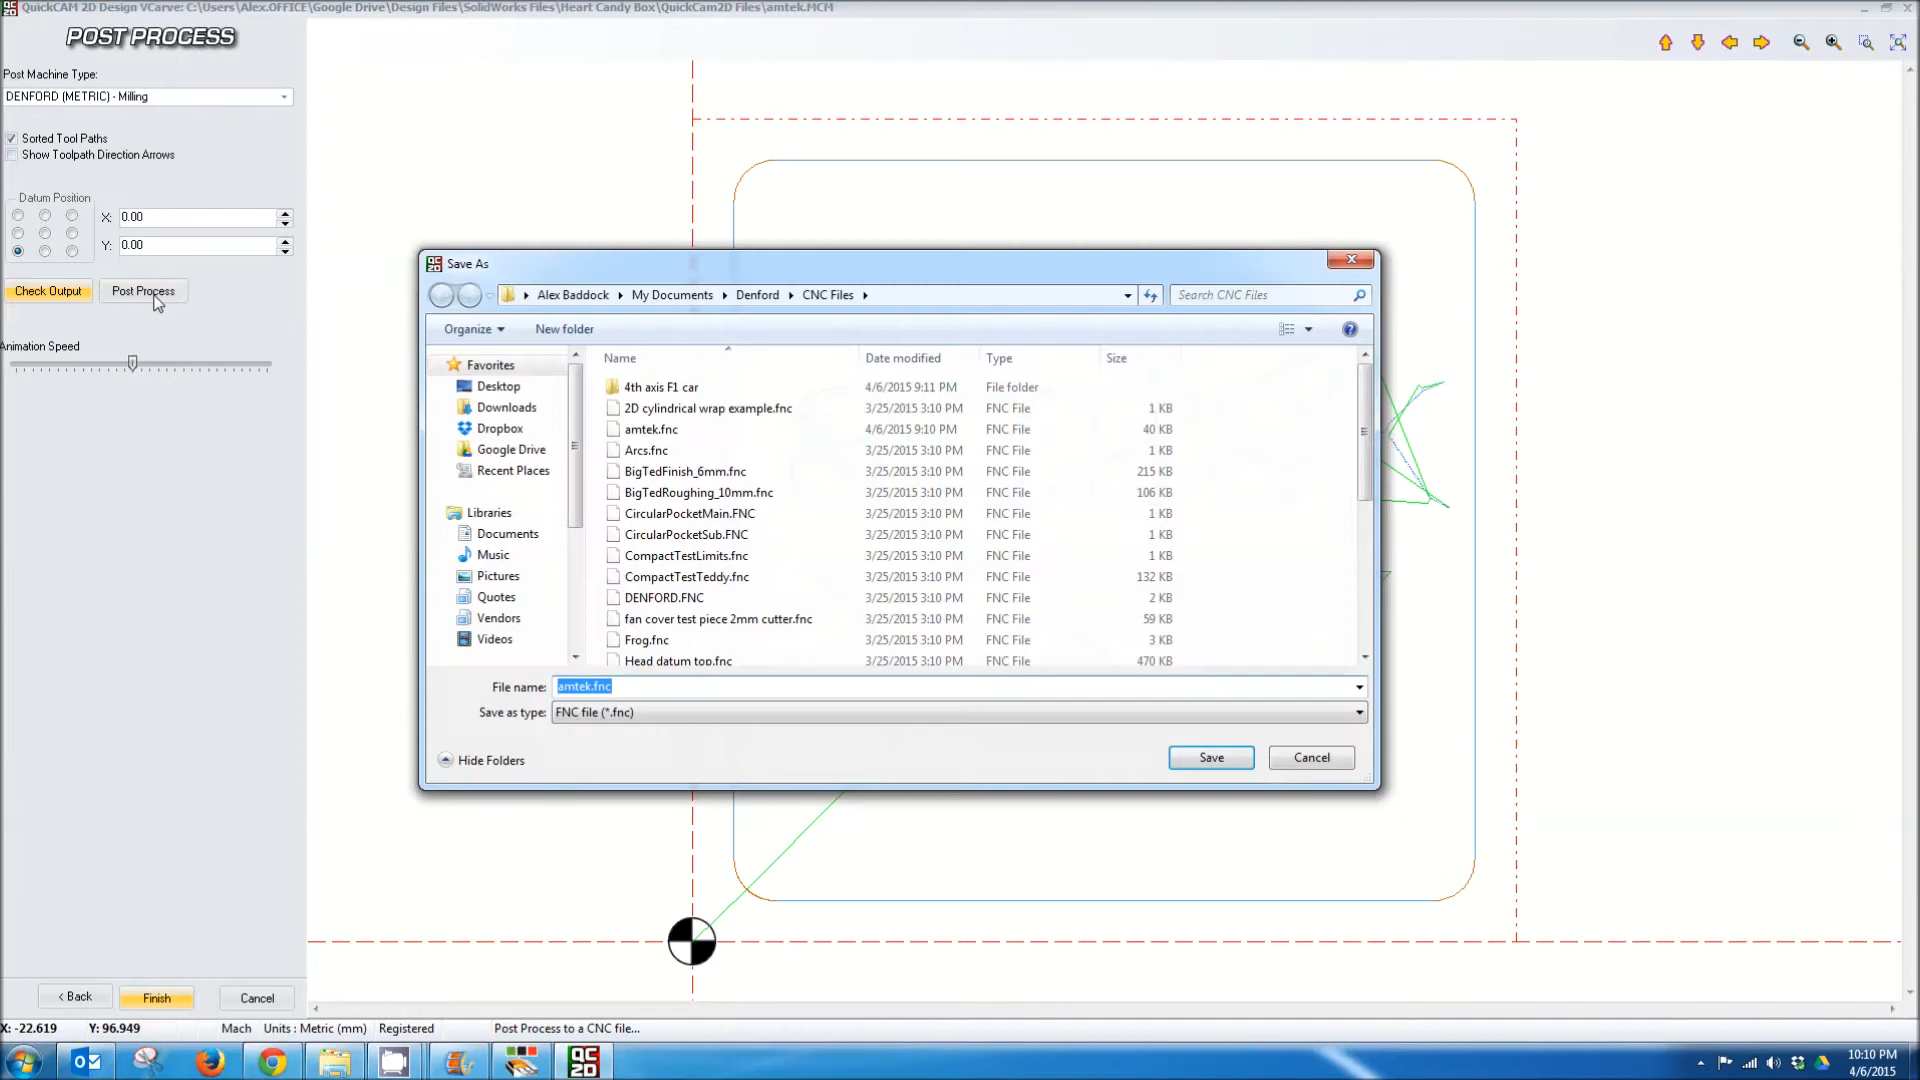 QuickCAM 2D Design VCarve: C:\Users\Alex.OFFICE\Google Drive\Design Files\SolidWorks Files\Heart Candy Box\QuickCam2D Files\amtek.MCM
POST PROCESS
Post Machine Type:
DENFORD (METRIC) - Milling
Sorted Tool Paths
Show Toolpath Direction Arrows
Datum Position
X: 0.00
Y: 0.00
Check Output
Post Process
Animation Speed
Save As
Alex Baddock
My Documents
Denford
CNC Files
Search CNC Files
Organize
New folder
Name Date modified Type Size
Favorites
Desktop
Downloads
Dropbox
Google Drive
Recent Places
Libraries
Documents
Music
Pictures
Quotes
Vendors
Videos
4th axis F1 car 4/6/2015 9:11 PM File folder
2D cylindrical wrap example.fnc 3/25/2015 3:10 PM FNC File 1 KB
amtek.fnc 4/6/2015 9:10 PM FNC File 40 KB
Arcs.fnc 3/25/2015 3:10 PM FNC File 1 KB
BigTedFinish_6mm.fnc 3/25/2015 3:10 PM FNC File 215 KB
BigTedRoughing_10mm.fnc 3/25/2015 3:10 PM FNC File 106 KB
CircularPocketMain.FNC 3/25/2015 3:10 PM FNC File 1 KB
CircularPocketSub.FNC 3/25/2015 3:10 PM FNC File 1 KB
CompactTestLimits.fnc 3/25/2015 3:10 PM FNC File 1 KB
CompactTestTeddy.fnc 3/25/2015 3:10 PM FNC File 132 KB
DENFORD.FNC 3/25/2015 3:10 PM FNC File 2 KB
fan cover test piece 2mm cutter.fnc 3/25/2015 3:10 PM FNC File 59 KB
Frog.fnc 3/25/2015 3:10 PM FNC File 3 KB
Head datum top.fnc 3/25/2015 3:10 PM FNC File 470 KB
File name: amtek.fnc
Save as type: FNC file (*.fnc)
Hide Folders
Save
Cancel
< Back
Finish
Cancel
X: -22.619 Y: 96.949 Mach Units : Metric (mm) Registered Post Process to a CNC file...
QC
2D
10:10 PM
4/6/2015